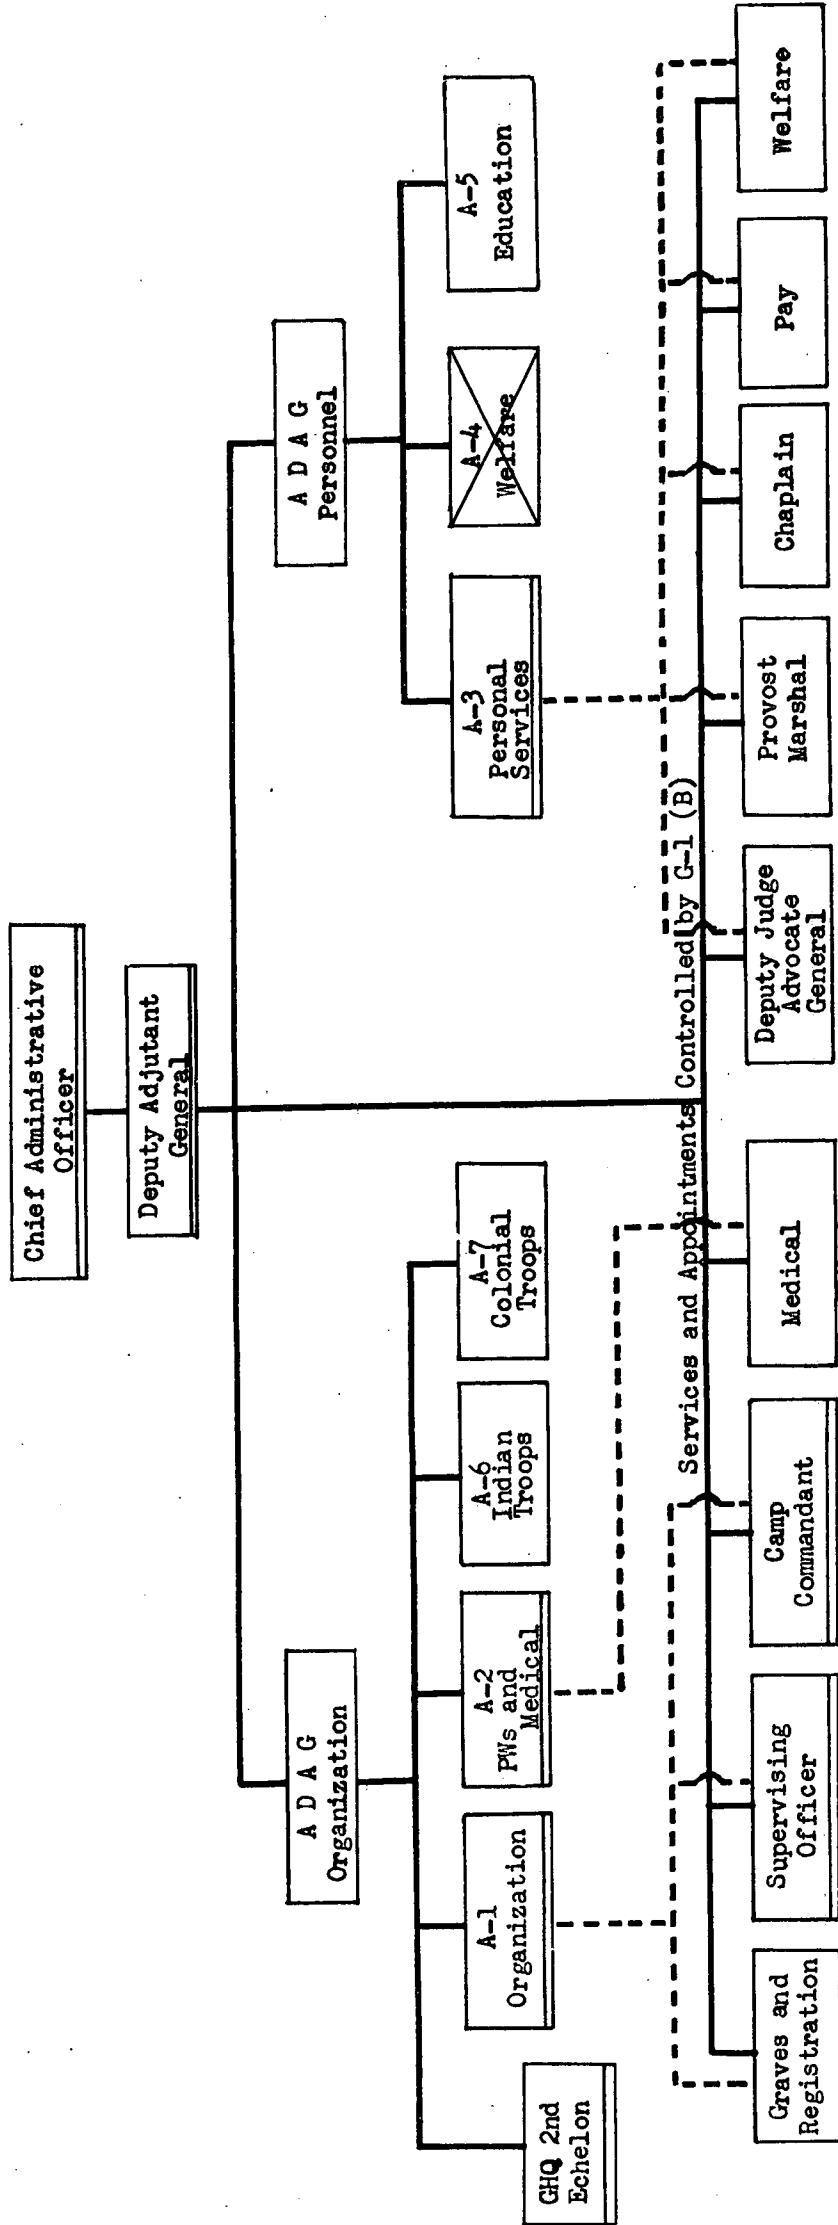 Chief Administrative
Officer
Deputy Adjutant
General
A D A G
Organization
A D A G
Personnel
GHQ 2nd
Echelon
A-1
Organization
A-2
PWs and
Medical
A-6
Indian
Troops
A-7
Colonial
Troops
A-3
Personal
Services
A-4
Welfare
A-5
Education
Services and Appointments Controlled by G-1 (B)
Graves and
Registration
Supervising
Officer
Camp
Commandant
Medical
Deputy Judge
Advocate
General
Provost
Marshal
Chaplain
Pay
Welfare